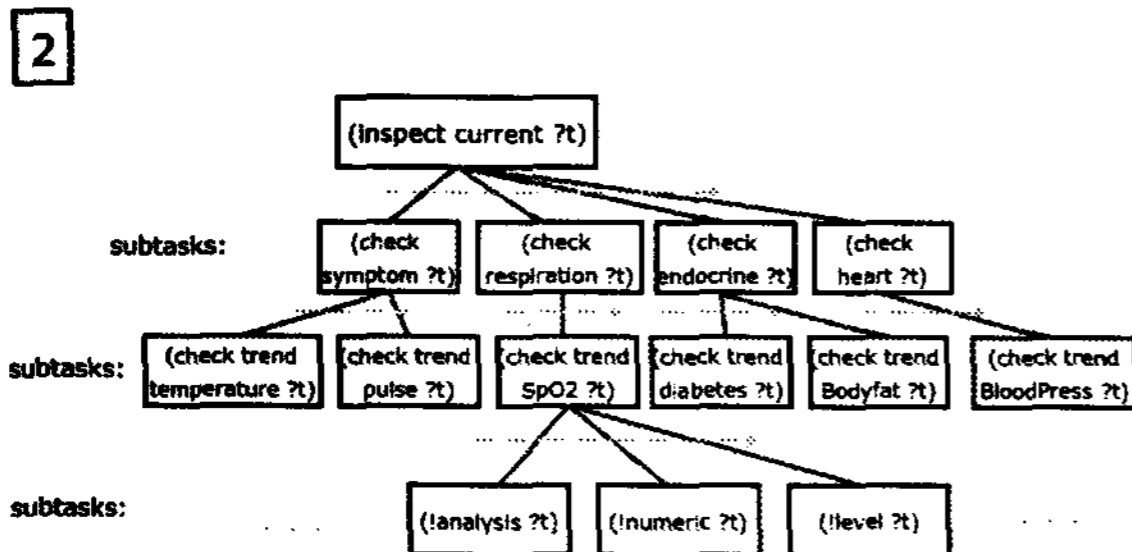 2
(inspect current ?t)
subtasks:
(check symptom ?t)
(check respiration ?t)
(check endocrine ?t)
(check heart ?t)
subtasks:
(check trend temperature ?t)
(check trend pulse ?t)
(check trend SpO2 ?t)
(check trend diabetes ?t)
(check trend Bodyfat ?t)
(check trend BloodPress ?t)
subtasks:
(!analysis ?t)
(!numeric ?t)
(!level ?t)